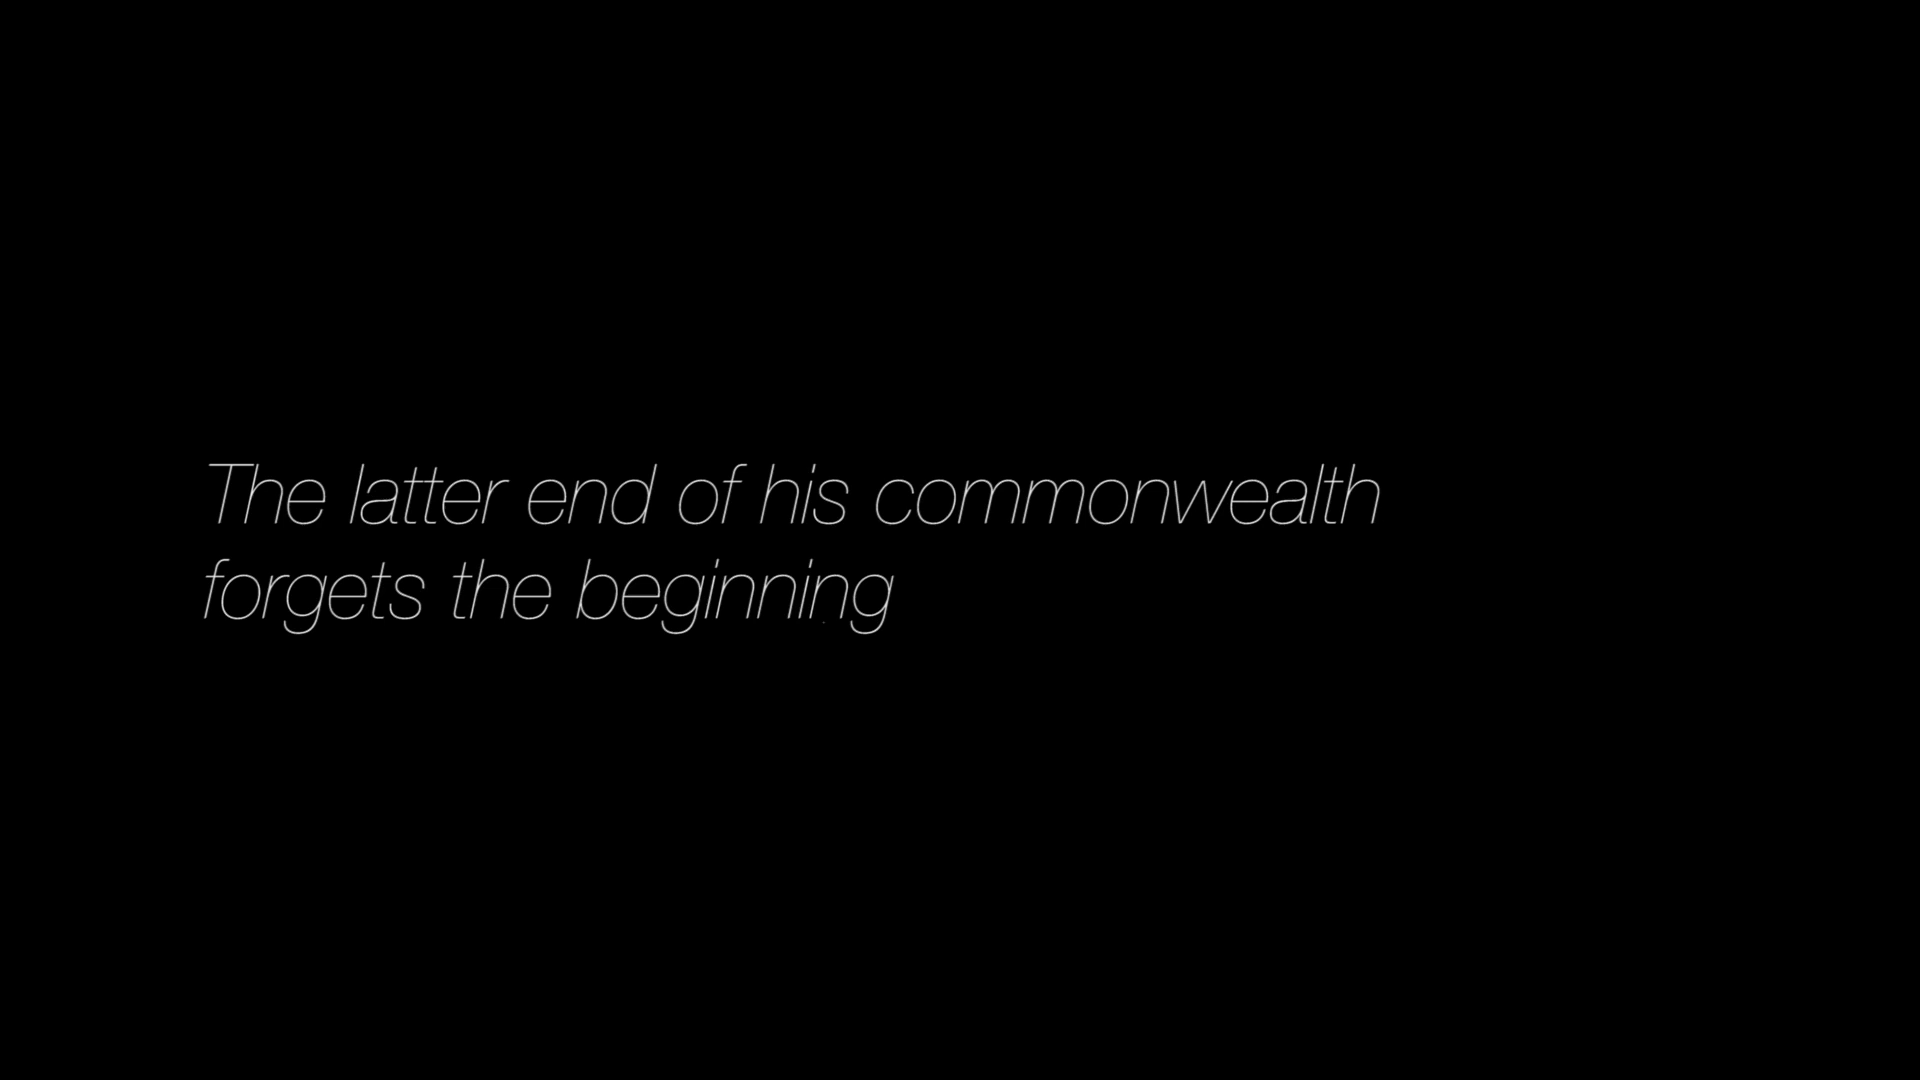 The latter end of his commonwealth
forgets the beginning